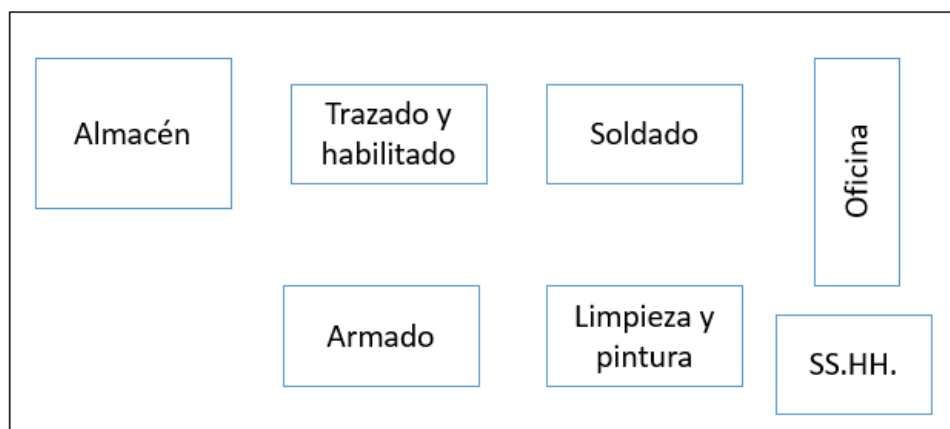 Almacén
Trazado y
habilitado
Soldado
Oficina
Armado
Limpieza y
pintura
SS.HH.